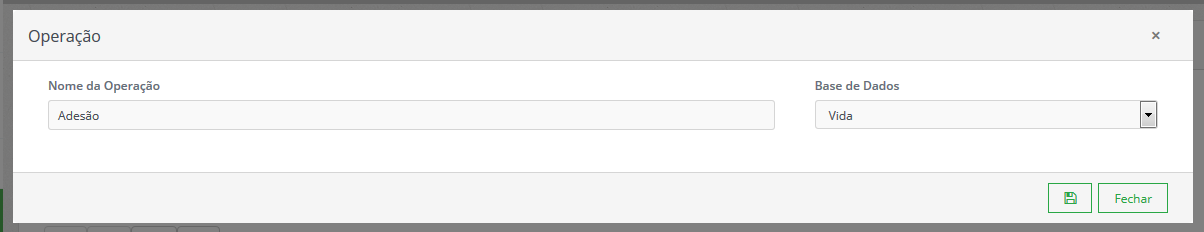 Operação ×
Nome da Operação
Base de Dados
Adesão
Vida
Fechar